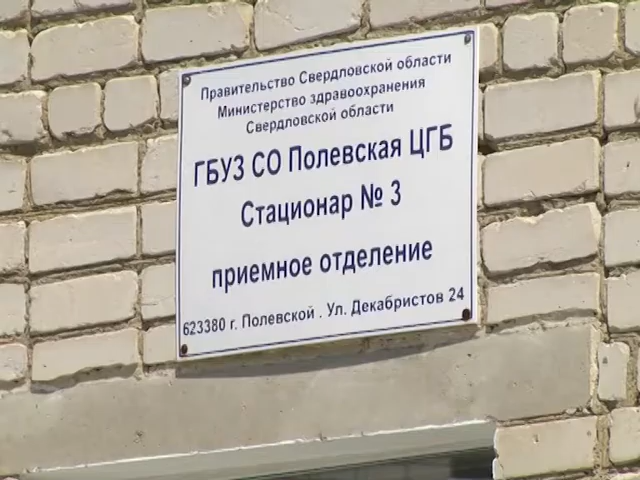 Правительство Свердловской области
Министерство здравоохранения
Свердловской области
ГБУЗ СО Полевская ЦГБ
Стационар № 3
приемное отделение
623380 г. Полевской . Ул. Декабристов 24